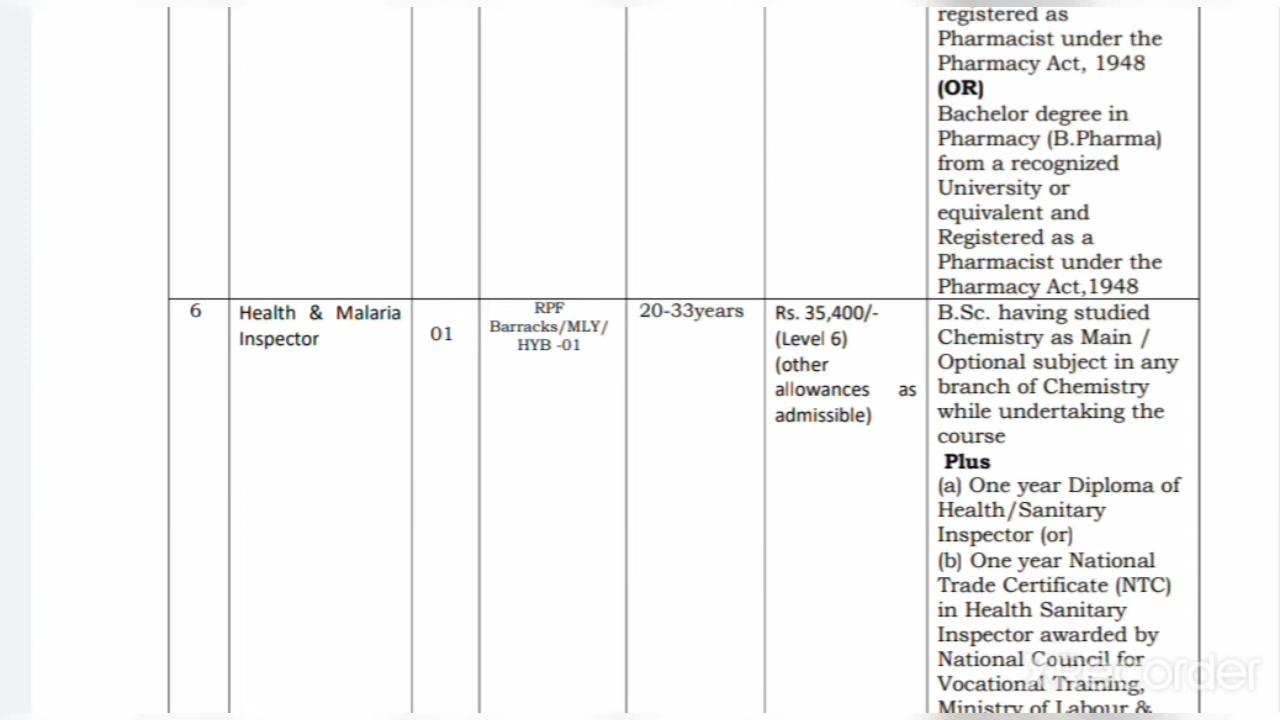 registered as
Pharmacist under the
Pharmacy Act, 1948
(OR)
Bachelor degree in
Pharmacy (B.Pharma)
from a recognized
University or
equivalent and
Registered as a
Pharmacist under the
Pharmacy Act,1948
6
Health & Malaria
Inspector
01
RPF
Barracks/MLY/
HYB -01
20-33years
Rs. 35,400/-
(Level 6)
(other
allowances as
admissible)
B.Sc. having studied
Chemistry as Main /
Optional subject in any
branch of Chemistry
while undertaking the
course
Plus
(a) One year Diploma of
Health/Sanitary
Inspector (or)
(b) One year National
Trade Certificate (NTC)
in Health Sanitary
Inspector awarded by
National Council for
Vocational Training,
Ministry of Labour &
XRecorder